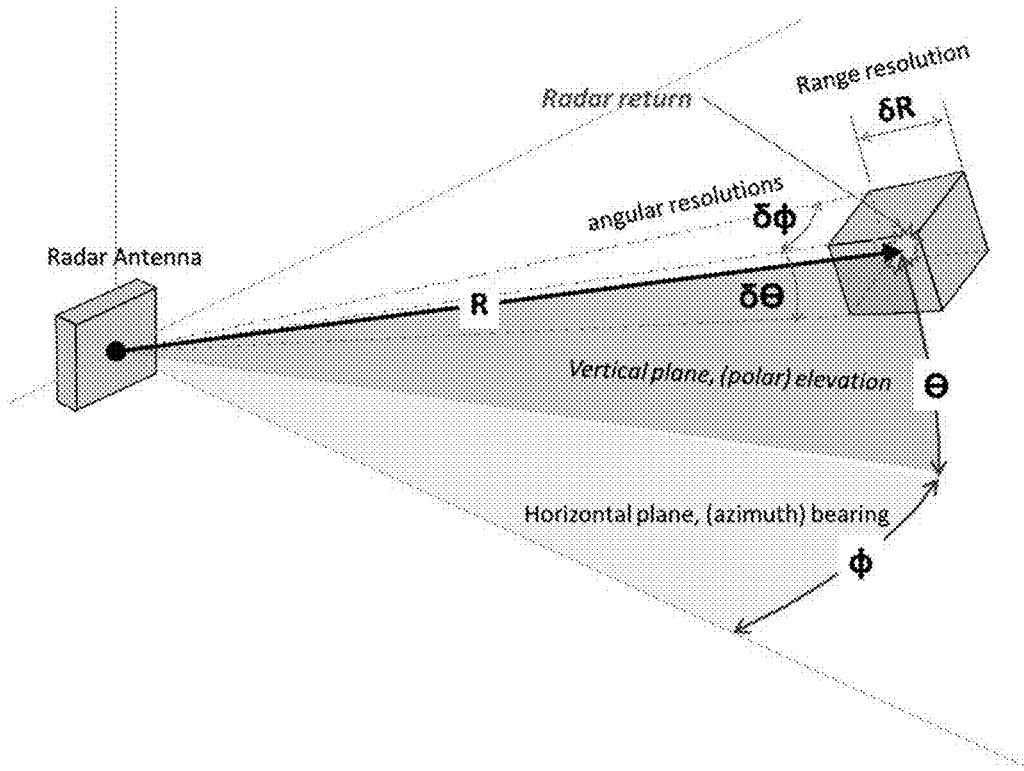 Range resolution
δR
Radar return
angular resolutions
δϕ
Radar Antenna
R
δΘ
Vertical plane, (polar) elevation
Θ
Horizontal plane, (azimuth) bearing
ϕ